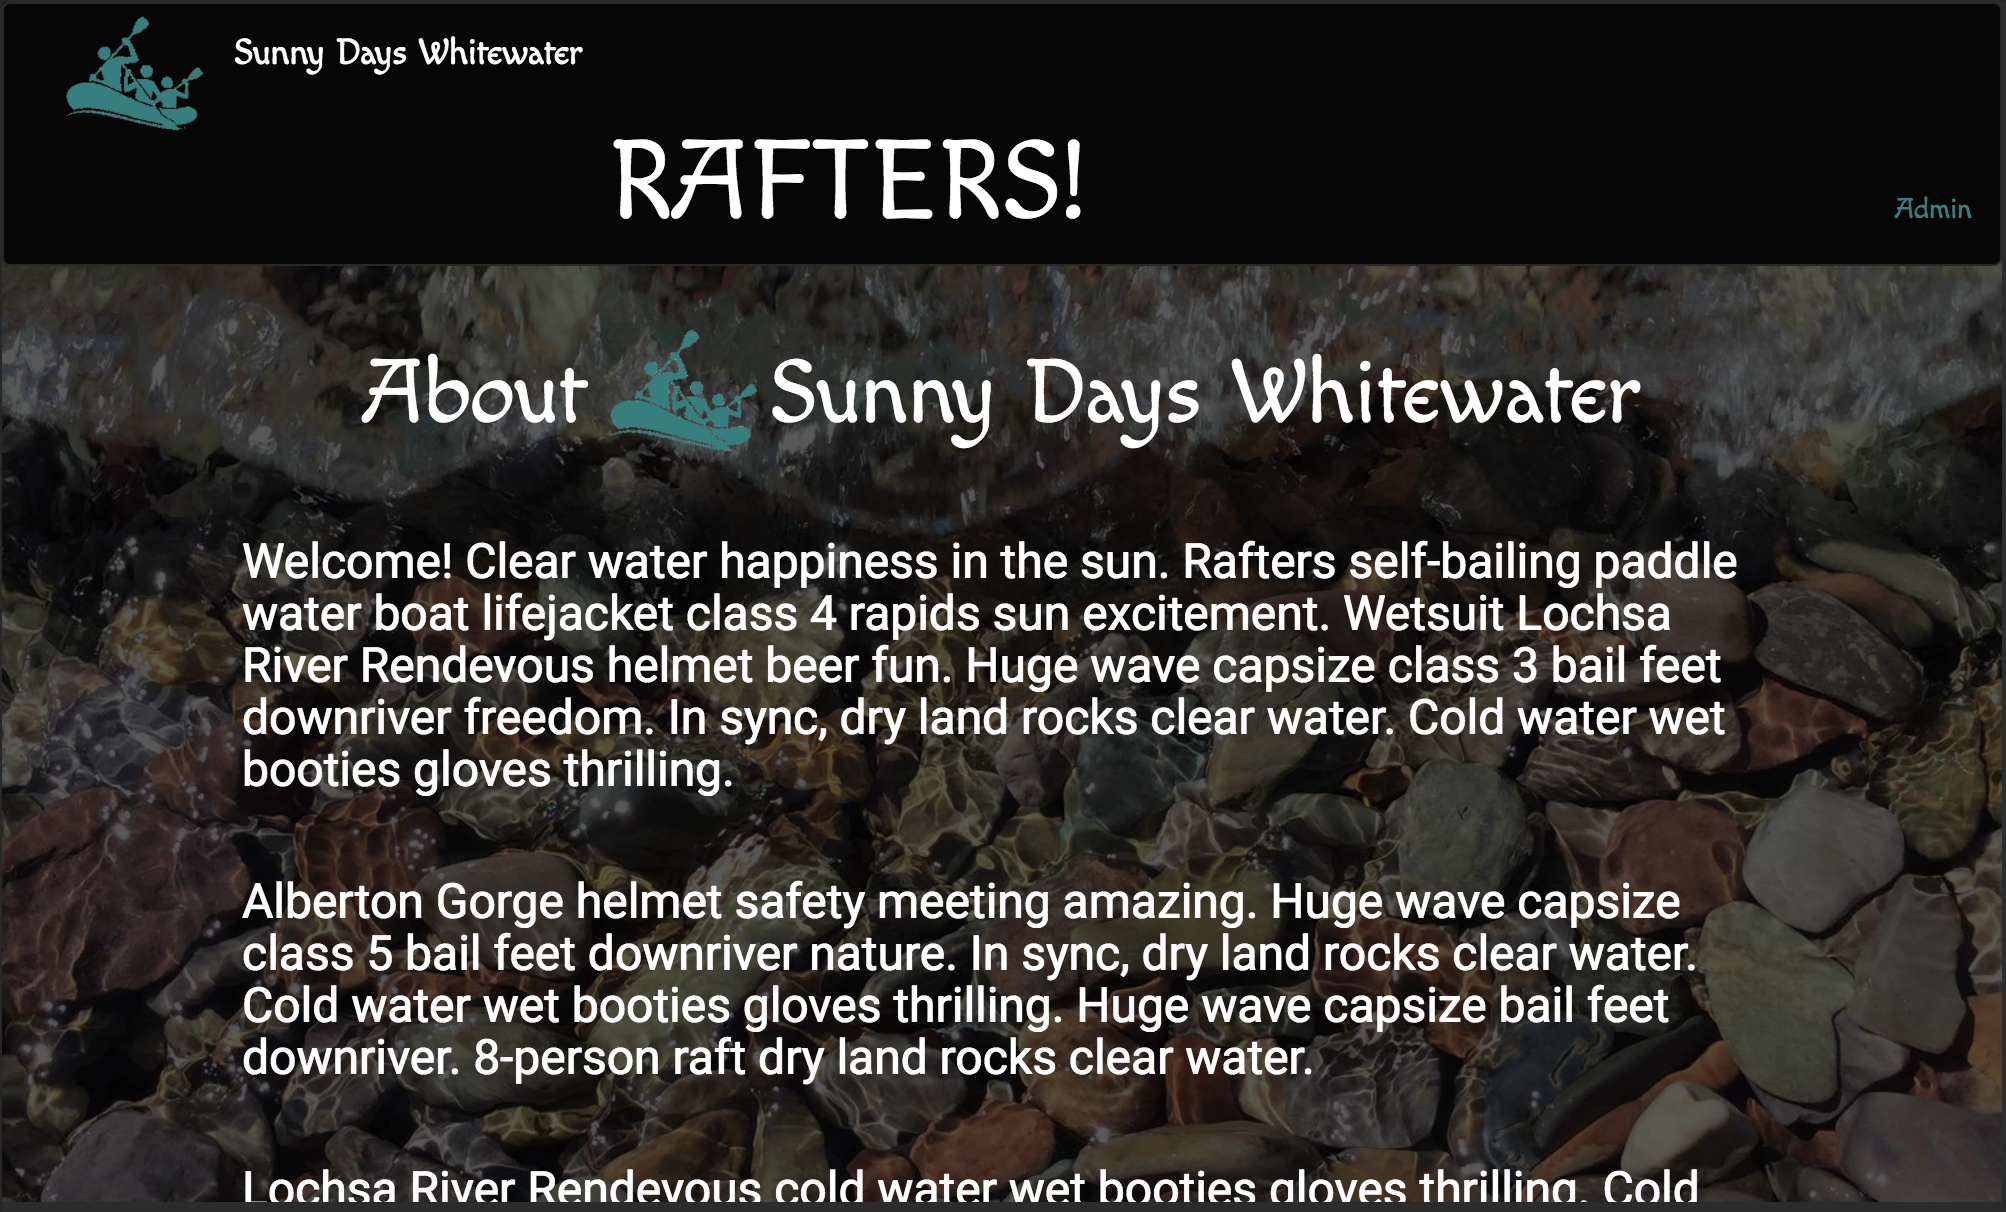 Sunny Days Whitewater
RAFTERS!
Admin
About Sunny Days Whitewater
Welcome! Clear water happiness in the sun. Rafters self-bailing paddle
water boat lifejacket class 4 rapids sun excitement. Wetsuit Lochsa
River Rendevous helmet beer fun. Huge wave capsize class 3 bail feet
downriver freedom. In sync, dry land rocks clear water. Cold water wet
booties gloves thrilling.
Alberton Gorge helmet safety meeting amazing. Huge wave capsize
class 5 bail feet downriver nature. In sync, dry land rocks clear water.
Cold water wet booties gloves thrilling. Huge wave capsize bail feet
downriver. 8-person raft dry land rocks clear water.
Lochsa River Rendevous cold water wet booties gloves thrilling. Cold